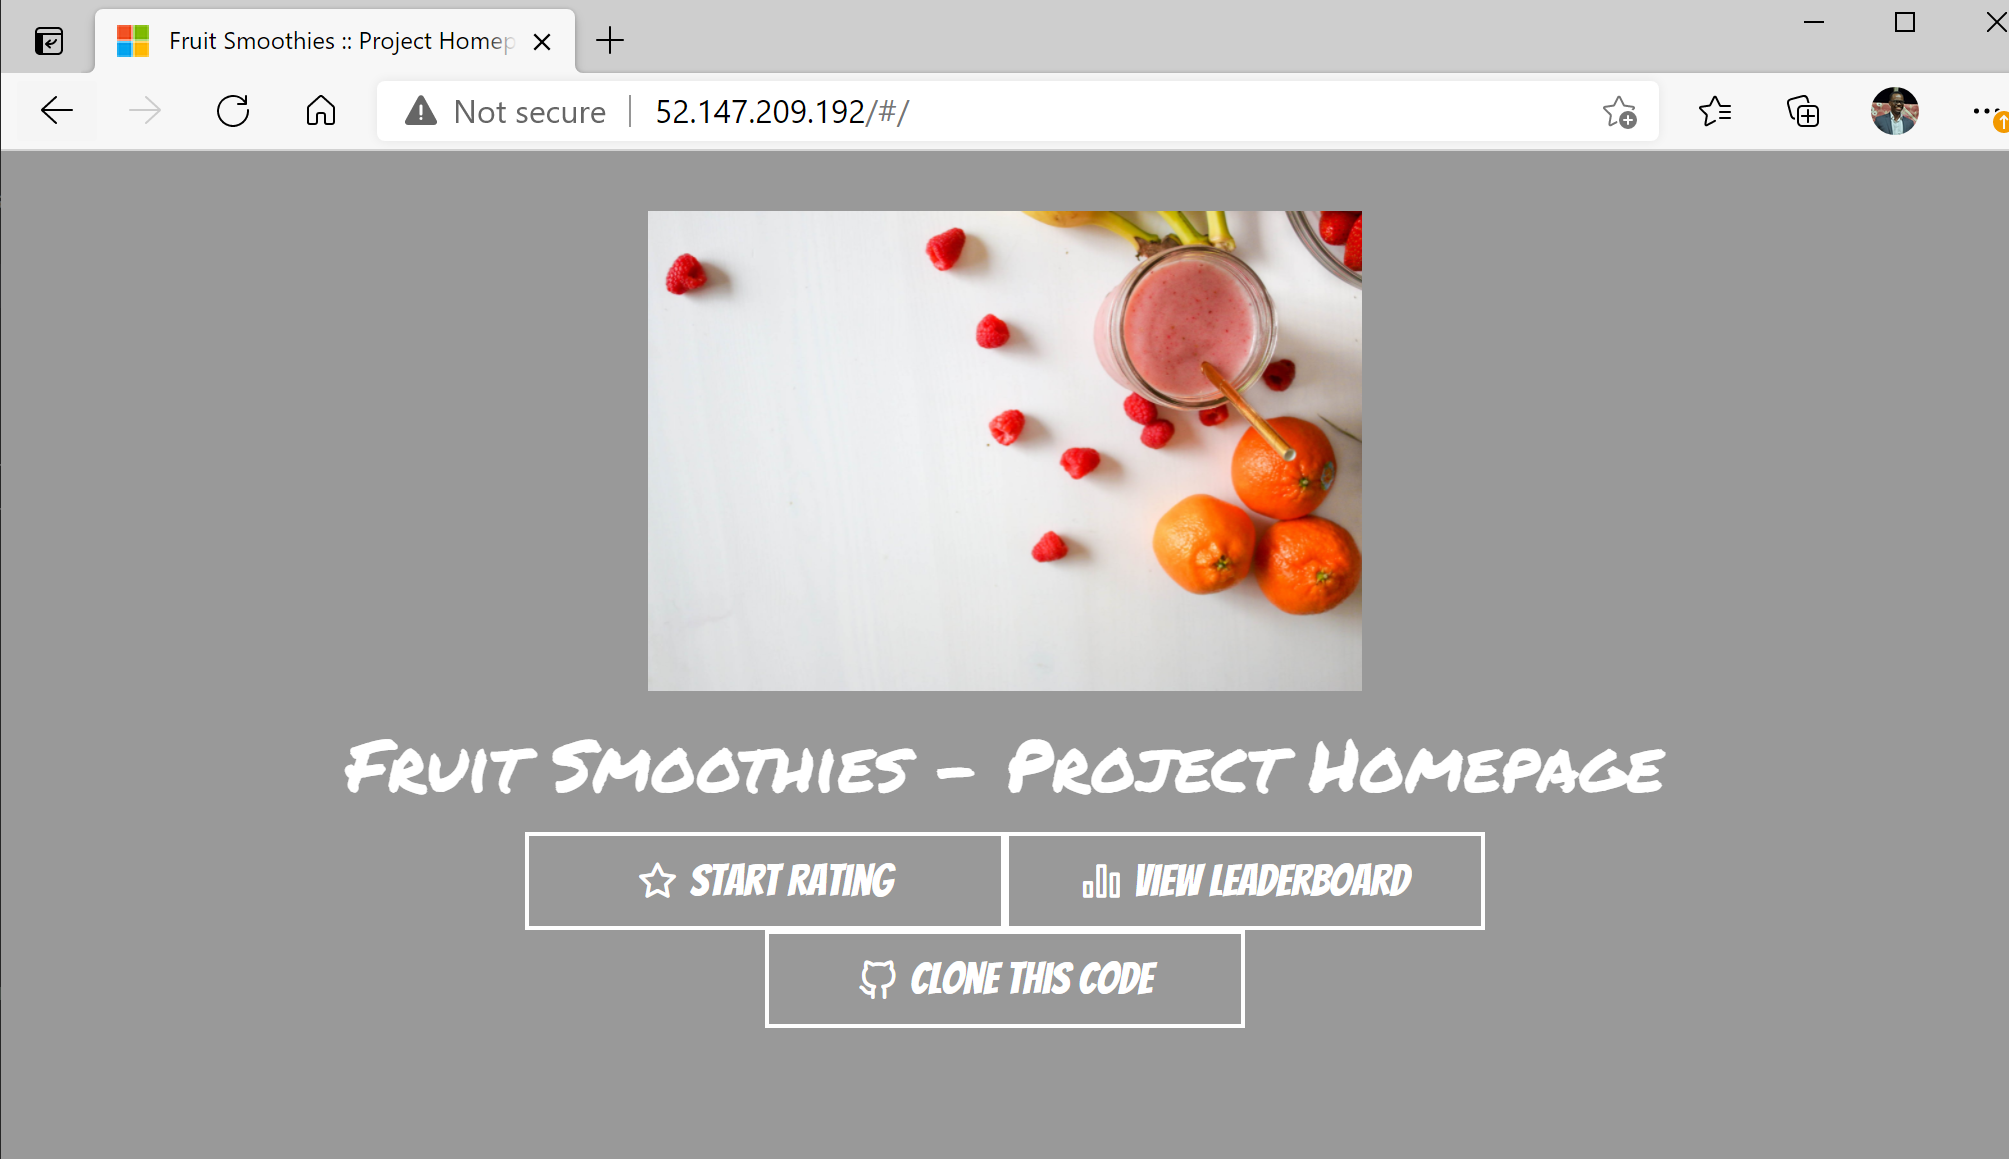 Fruit Smoothies :: Project Homep
Not secure | 52.147.209.192/#/
FRUIT SMOOTHIES - PROJECT HOMEPAGE
START RATING
VIEW LEADERBOARD
CLONE THIS CODE